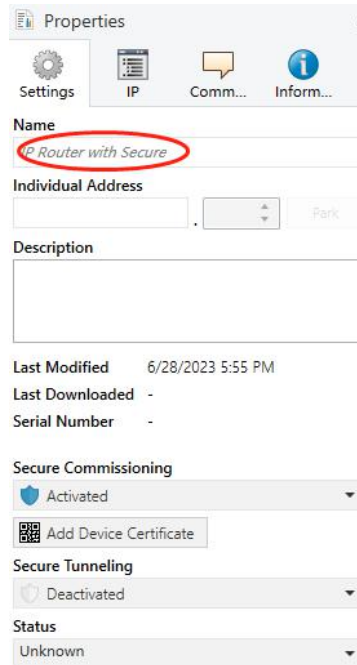 Properties
Settings IP Comm... Inform...
Name
IP Router with Secure
Individual Address
. Park
Description
Last Modified 6/28/2023 5:55 PM
Last Downloaded -
Serial Number -
Secure Commissioning
Activated
Add Device Certificate
Secure Tunneling
Deactivated
Status
Unknown